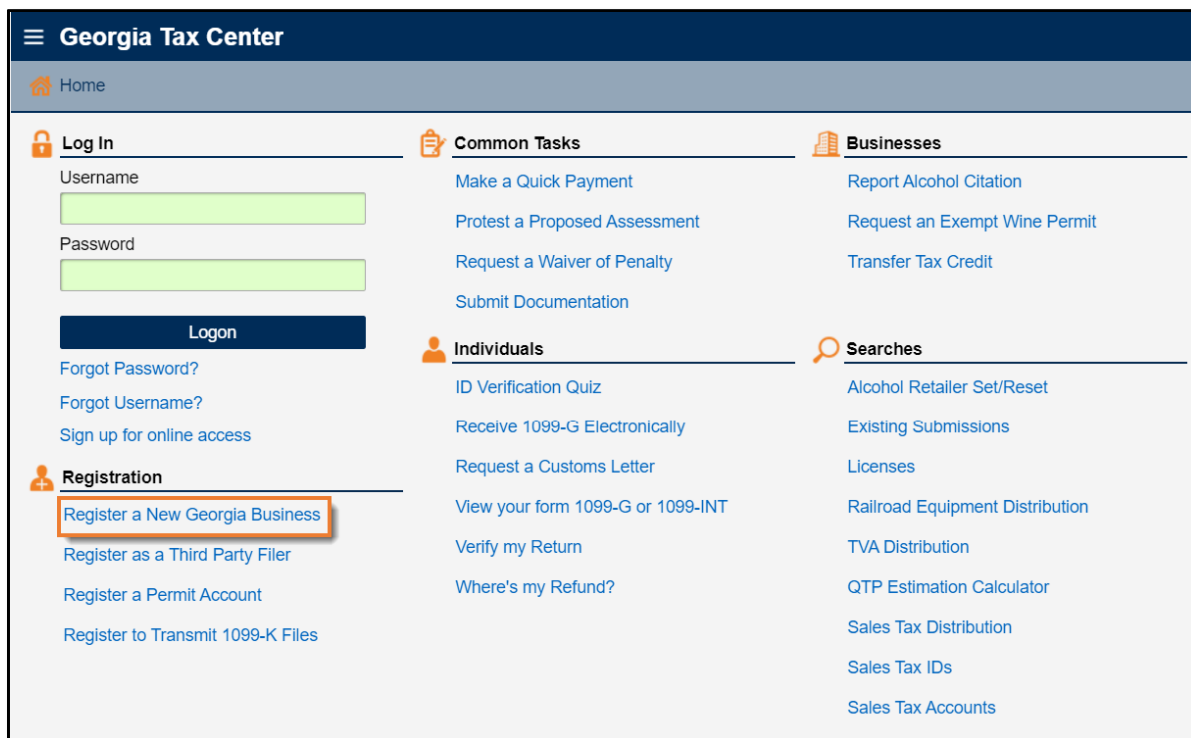 Georgia Tax Center
Home
Log In
Username
Password
Logon
Forgot Password?
Forgot Username?
Sign up for online access
Registration
Register a New Georgia Business
Register as a Third Party Filer
Register a Permit Account
Register to Transmit 1099-K Files
Common Tasks
Make a Quick Payment
Protest a Proposed Assessment
Request a Waiver of Penalty
Submit Documentation
Individuals
ID Verification Quiz
Receive 1099-G Electronically
Request a Customs Letter
View your form 1099-G or 1099-INT
Verify my Return
Where's my Refund?
Businesses
Report Alcohol Citation
Request an Exempt Wine Permit
Transfer Tax Credit
Searches
Alcohol Retailer Set/Reset
Existing Submissions
Licenses
Railroad Equipment Distribution
TVA Distribution
QTP Estimation Calculator
Sales Tax Distribution
Sales Tax IDs
Sales Tax Accounts